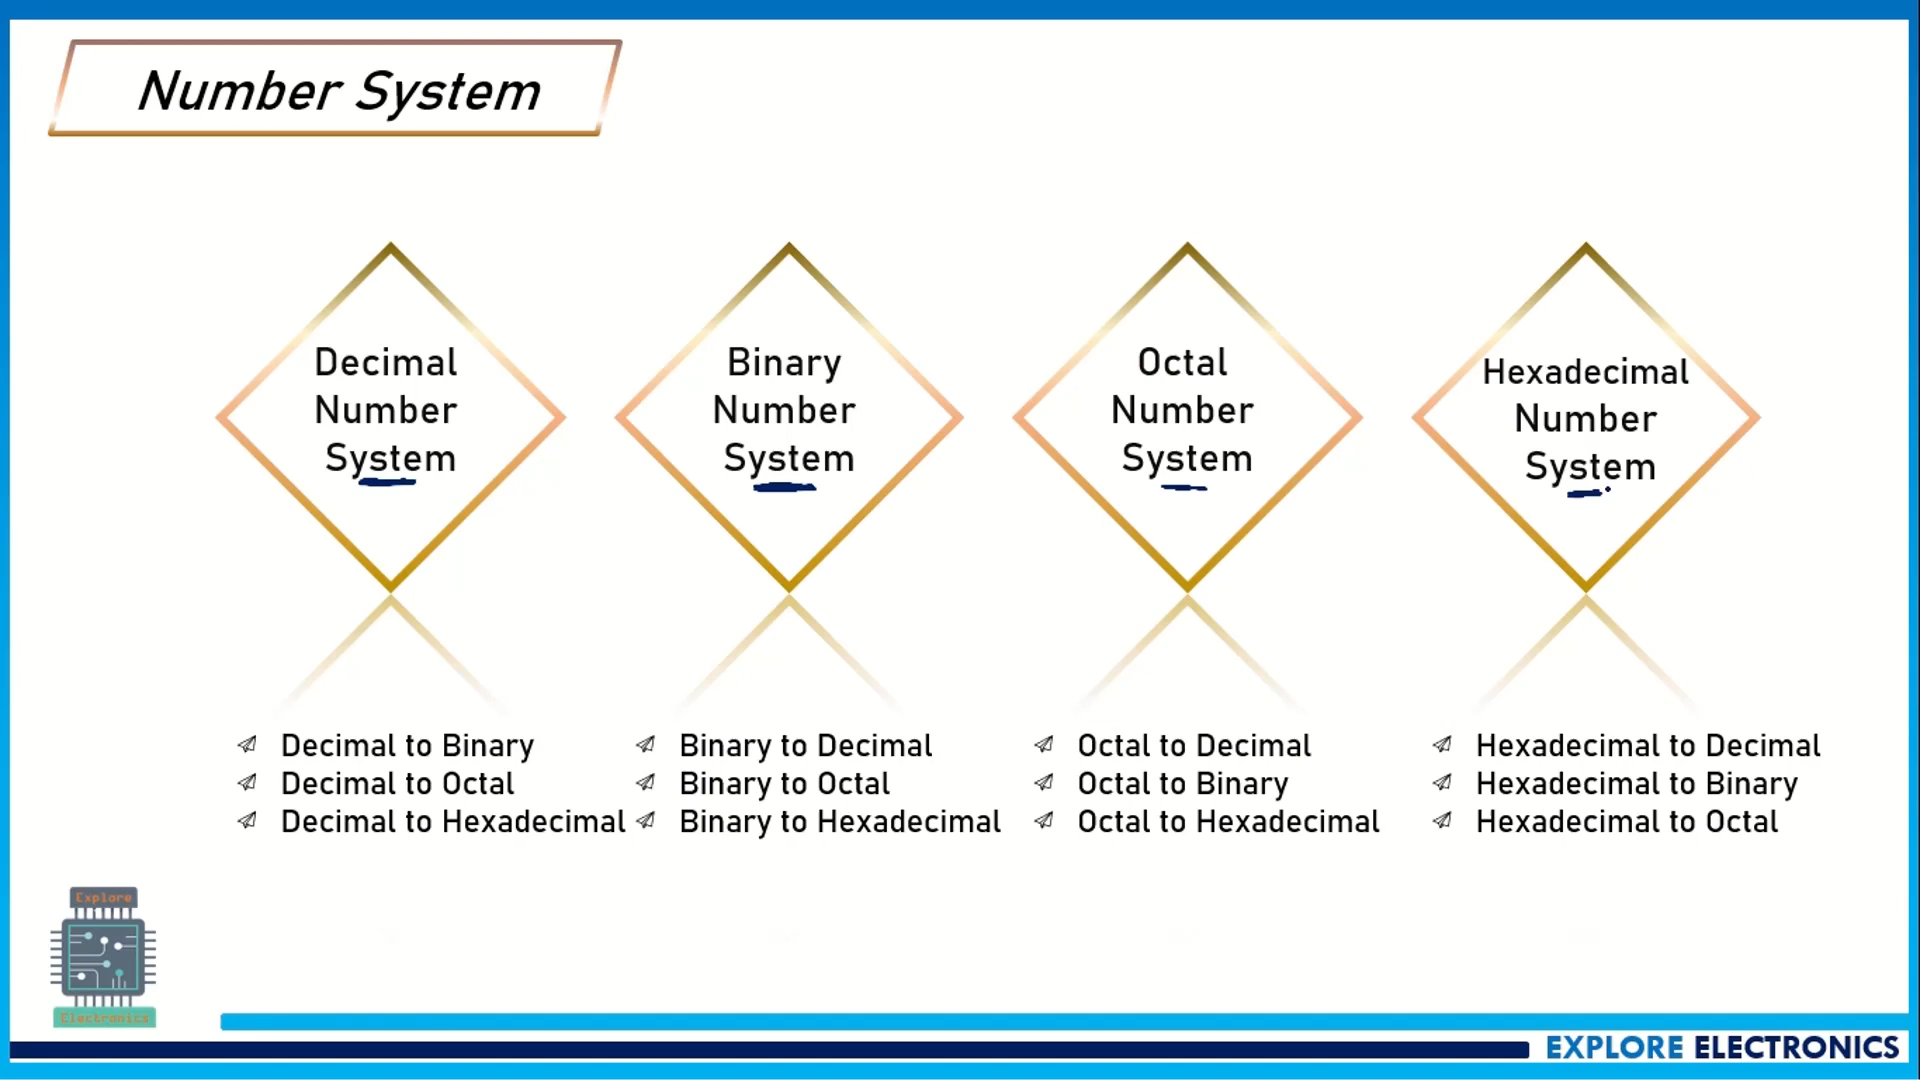 Number System
Decimal
Number
System
Binary
Number
System
Octal
Number
System
Hexadecimal
Number
System
Decimal to Binary
Decimal to Octal
Decimal to Hexadecimal
Binary to Decimal
Binary to Octal
Binary to Hexadecimal
Octal to Decimal
Octal to Binary
Octal to Hexadecimal
Hexadecimal to Decimal
Hexadecimal to Binary
Hexadecimal to Octal
Explore
Electronics
EXPLORE ELECTRONICS